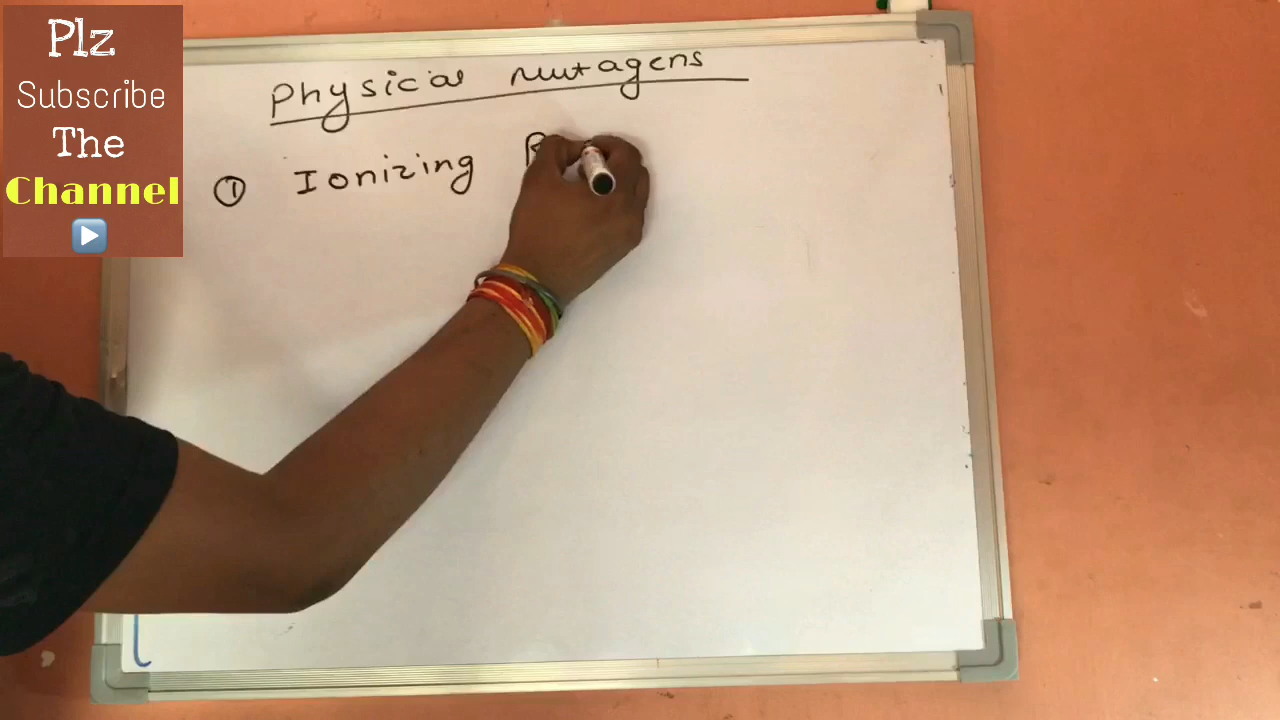 Plz
Subscribe
The
Channel
Physical mutagens
① Ionizing R